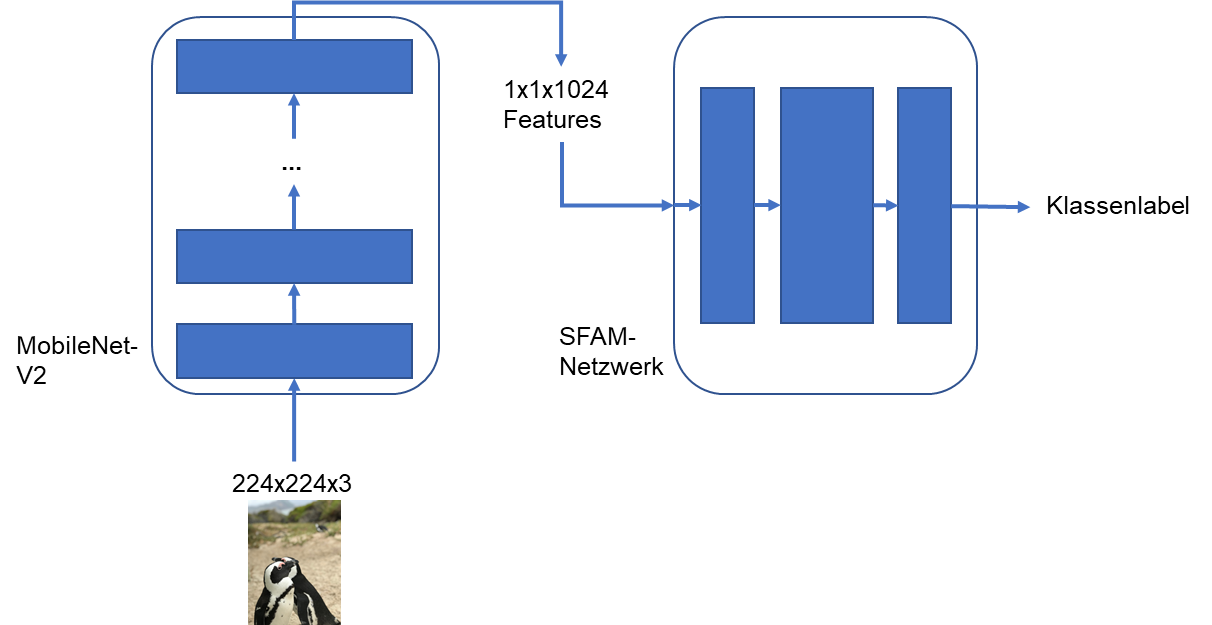 1x1x1024
Features
MobileNet-
V2
...
SFAM-
Netzwerk
Klassenlabel
224x224x3